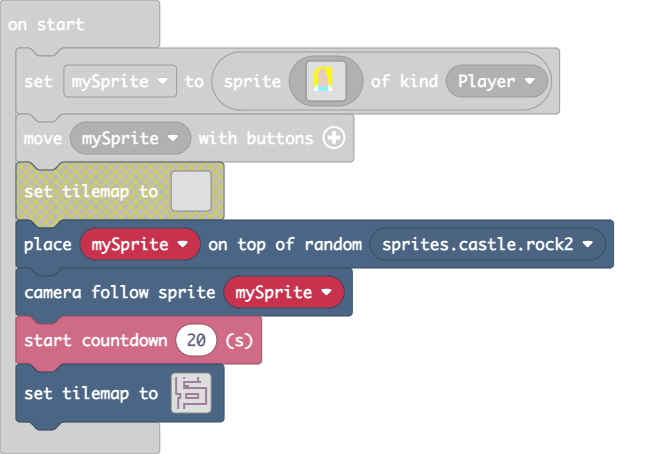 on start
set mySprite to sprite of kind Player
move mySprite with buttons
set tilemap to
place mySprite on top of random sprites.castle.rock2
camera follow sprite mySprite
start countdown 20 (s)
set tilemap to